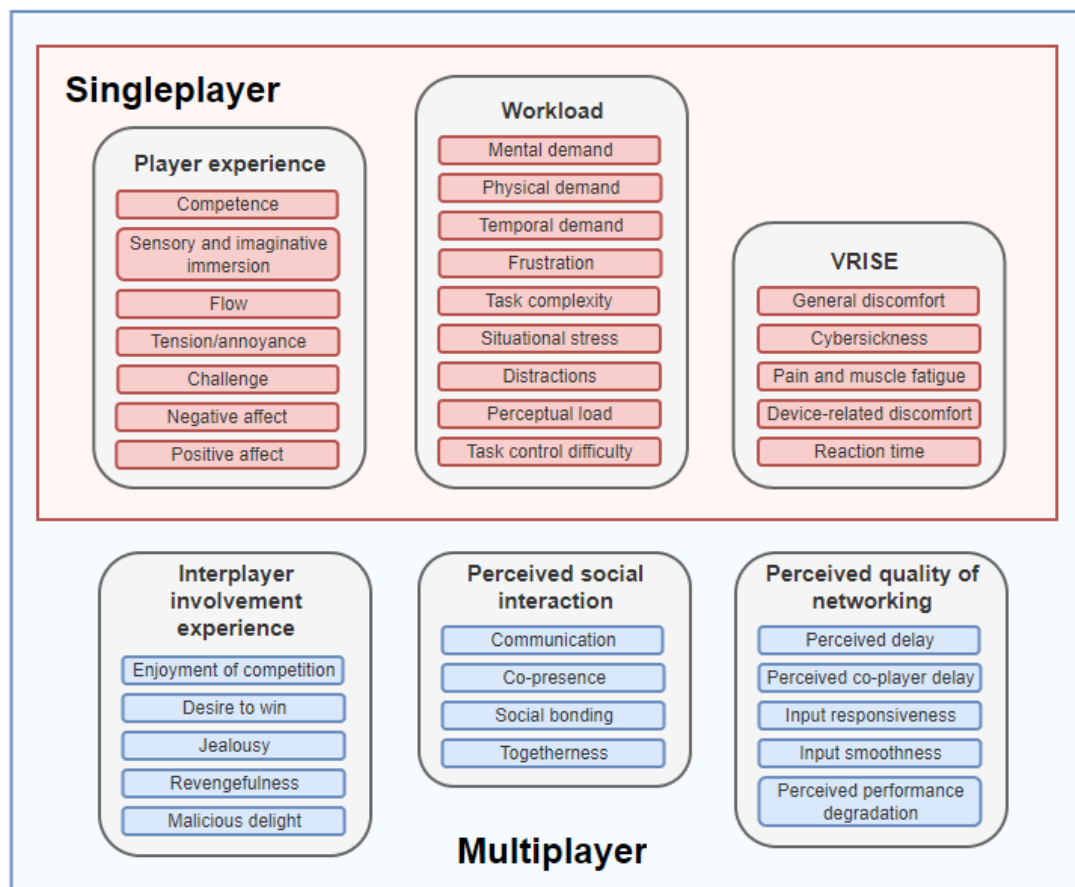 Singleplayer
Player experience
Competence
Sensory and imaginative
immersion
Flow
Tension/annoyance
Challenge
Negative affect
Positive affect
Workload
Mental demand
Physical demand
Temporal demand
Frustration
Task complexity
Situational stress
Distractions
Perceptual load
Task control difficulty
VRISE
General discomfort
Cybersickness
Pain and muscle fatigue
Device-related discomfort
Reaction time
Interplayer
involvement
experience
Enjoyment of competition
Desire to win
Jealousy
Revengefulness
Malicious delight
Perceived social
interaction
Communication
Co-presence
Social bonding
Togetherness
Perceived quality of
networking
Perceived delay
Perceived co-player delay
Input responsiveness
Input smoothness
Perceived performance
degradation
Multiplayer